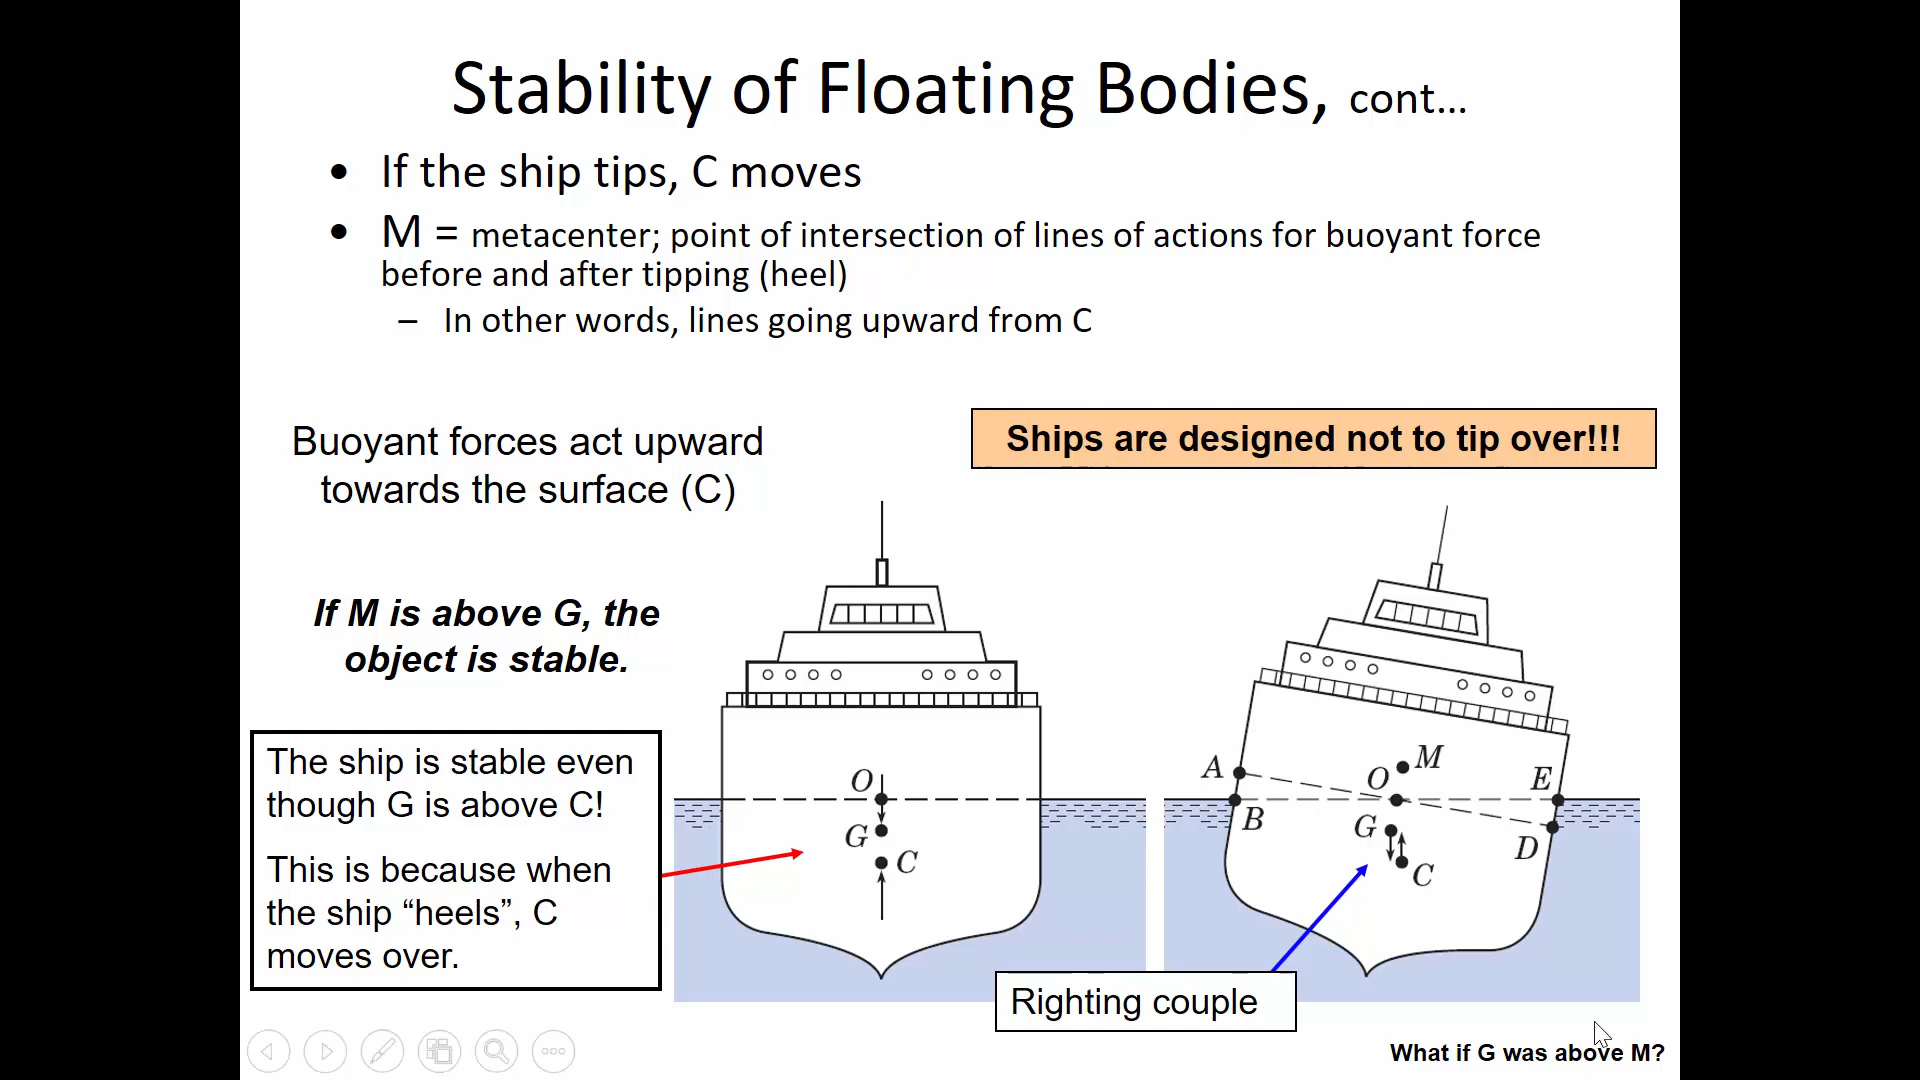 Stability of Floating Bodies, cont...
• If the ship tips, C moves
• M = metacenter; point of intersection of lines of actions for buoyant force
before and after tipping (heel)
– In other words, lines going upward from C
Buoyant forces act upward
towards the surface (C)
Ships are designed not to tip over!!!
If M is above G, the
object is stable.
The ship is stable even
though G is above C!
This is because when
the ship “heels”, C
moves over.
O
G
C
A
B
M
O
E
G
D
C
Righting couple
What if G was above M?